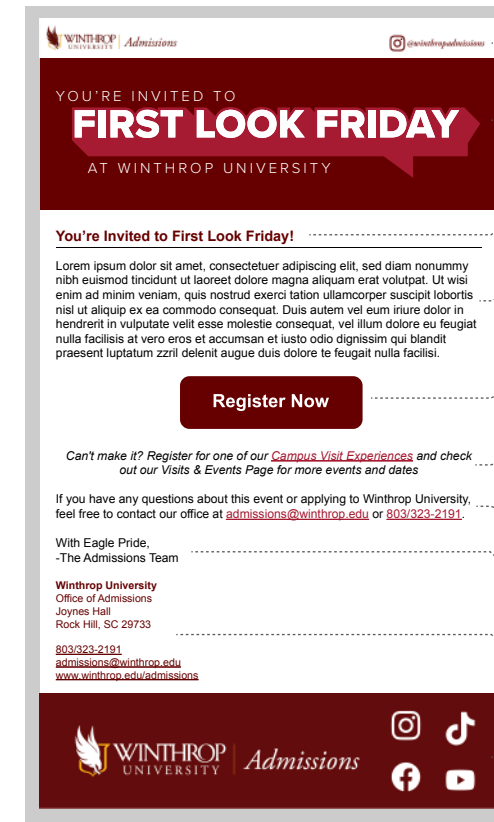 WINTHROP UNIVERSITY Admissions
@winthropadmissions
YOU'RE INVITED TO
FIRST LOOK FRIDAY
AT WINTHROP UNIVERSITY
You're Invited to First Look Friday!
Lorem ipsum dolor sit amet, consectetuer adipiscing elit, sed diam nonummy
nibh euismod tincidunt ut laoreet dolore magna aliquam erat volutpat. Ut wisi
enim ad minim veniam, quis nostrud exerci tation ullamcorper suscipit lobortis
nisl ut aliquip ex ea commodo consequat. Duis autem vel eum iriure dolor in
hendrerit in vulputate velit esse molestie consequat, vel illum dolore eu feugiat
nulla facilisis at vero eros et accumsan et iusto odio dignissim qui blandit
praesent luptatum zzril delenit augue duis dolore te feugait nulla facilisi.
Register Now
Can't make it? Register for one of our Campus Visit Experiences and check
out our Visits & Events Page for more events and dates
If you have any questions about this event or applying to Winthrop University,
feel free to contact our office at admissions@winthrop.edu or 803/323-2191.
With Eagle Pride,
-The Admissions Team
Winthrop University
Office of Admissions
Joynes Hall
Rock Hill, SC 29733
803/323-2191
admissions@winthrop.edu
www.winthrop.edu/admissions
WINTHROP
UNIVERSITY
Admissions